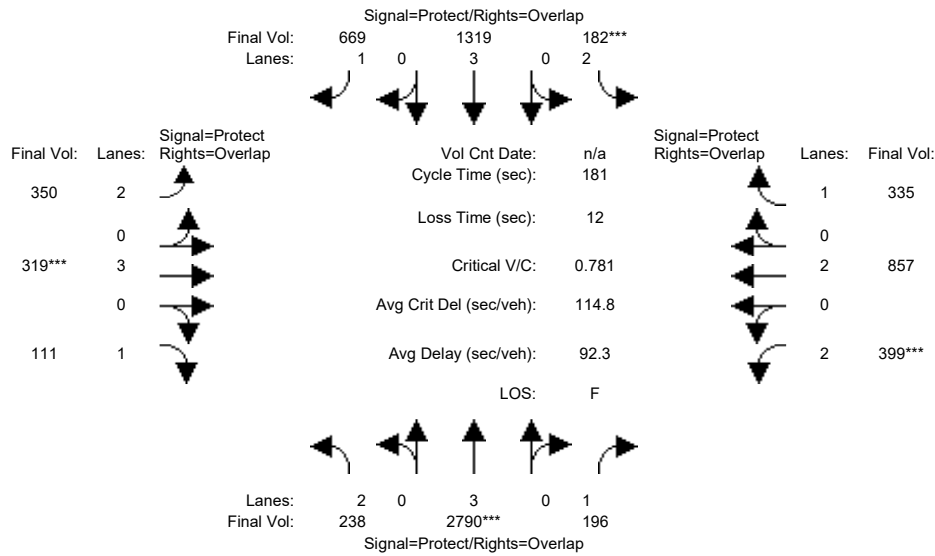 Signal=Protect/Rights=Overlap
Final Vol: 669 1319 182***
Lanes: 1 0 3 0 2
Signal=Protect Signal=Protect
Final Vol: Lanes: Rights=Overlap Vol Cnt Date: n/a Rights=Overlap Lanes: Final Vol:
Cycle Time (sec): 181
350 2 1 335
Loss Time (sec): 12
0 0
319*** 3 Critical V/C: 0.781 2 857
0 Avg Crit Del (sec/veh): 114.8 0
111 1 Avg Delay (sec/veh): 92.3 2 399***
LOS: F
Lanes: 2 0 3 0 1
Final Vol: 238 2790*** 196
Signal=Protect/Rights=Overlap